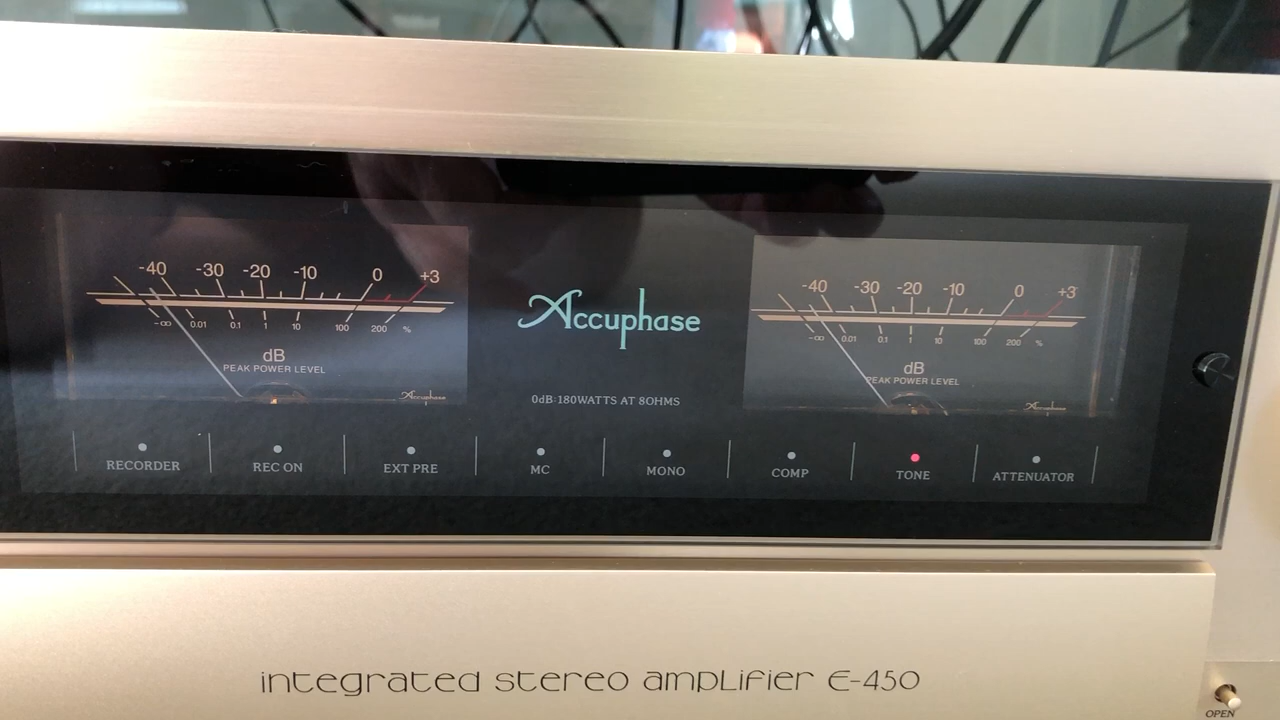 -40 -30 -20 -10 0 +3
-∞ 0.01 0.1 1 10 100 200 %
dB
PEAK POWER LEVEL
Accuphase
Accuphase
0dB:180WATTS AT 8OHMS
-40 -30 -20 -10 0 +3
-∞ 0.01 0.1 1 10 100 200 %
dB
PEAK POWER LEVEL
Accuphase
RECORDER REC ON EXT PRE MC MONO COMP TONE ATTENUATOR
integrated stereo amplifier E-450
OPEN